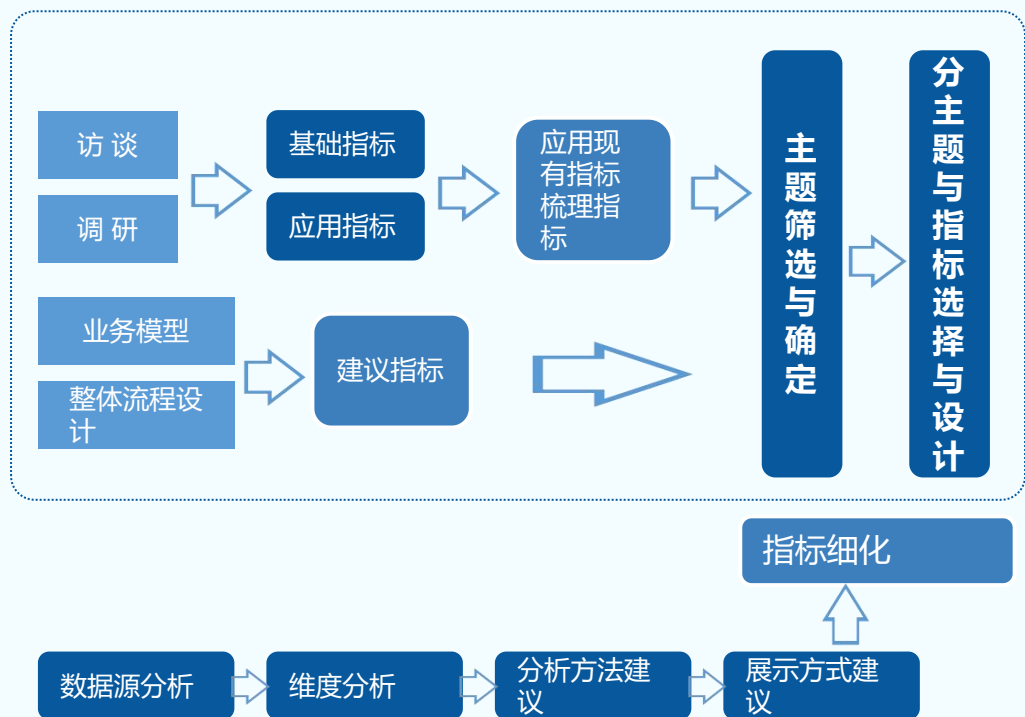 访 谈
调 研
基础指标
应用指标
应用现
有指标
梳理指
标
业务模型
整体流程设
计
建议指标
主题筛选与确定
分主题与指标选择与设计
指标细化
数据源分析
维度分析
分析方法建
议
展示方式建
议